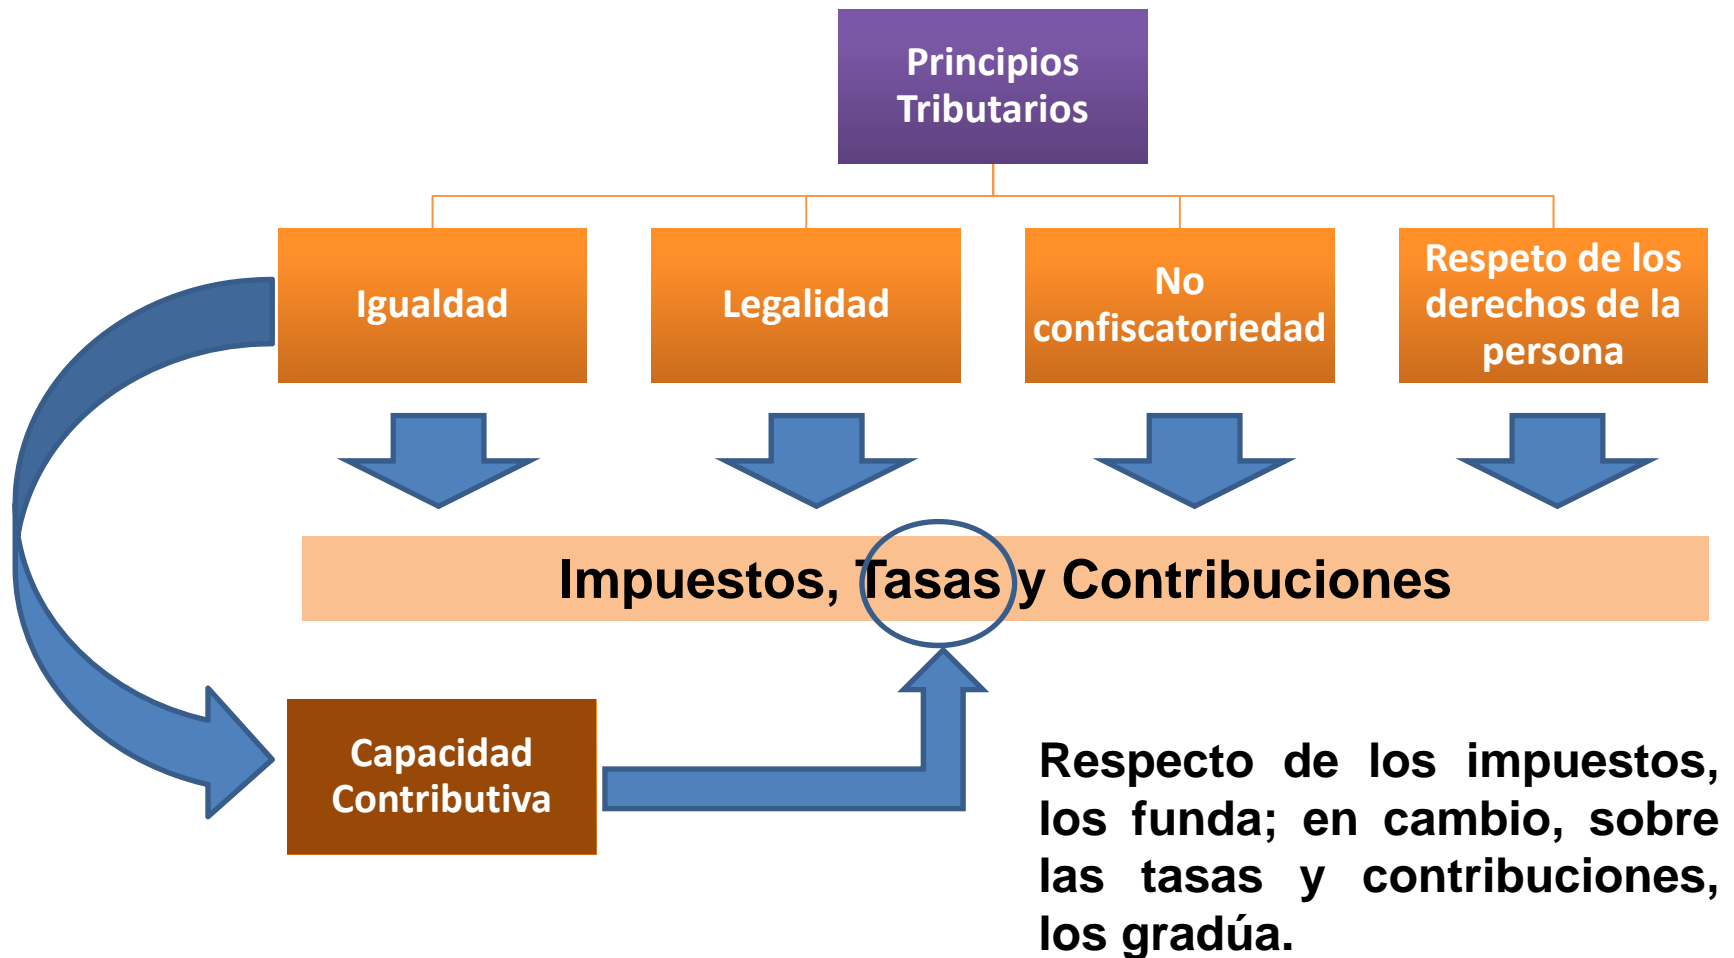 Principios
Tributarios
Igualdad
Legalidad
No
confiscatoriedad
Respeto de los
derechos de la
persona
Impuestos, Tasas y Contribuciones
Capacidad
Contributiva
Respecto de los impuestos,
los funda; en cambio, sobre
las tasas y contribuciones,
los gradúa.